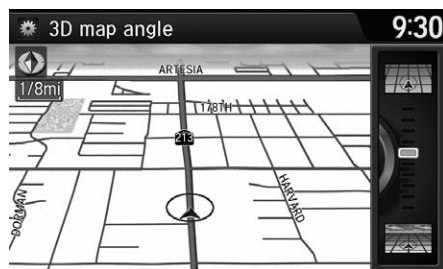 3D map angle
9:30
ARTESIA
1/8mi
178TH
213
HARVARD
DORMAN